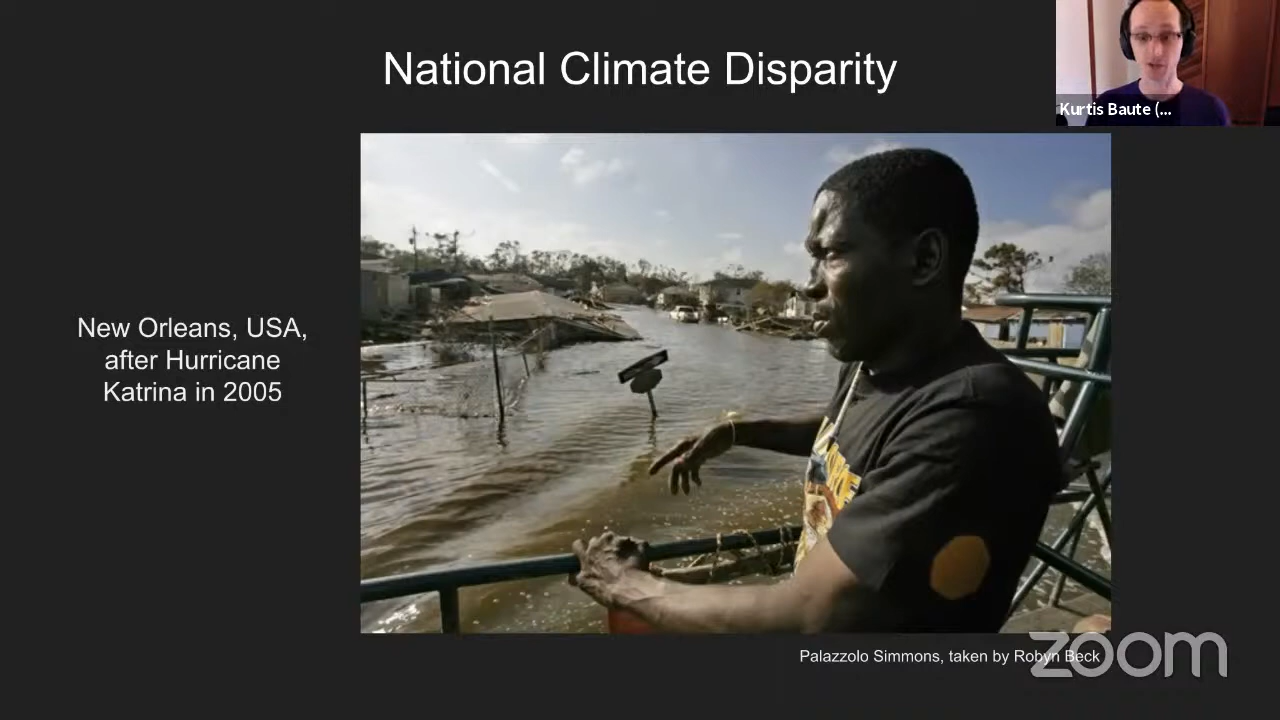 National Climate Disparity
Kurtis Baute (...
New Orleans, USA,
after Hurricane
Katrina in 2005
Palazzolo Simmons, taken by Robyn Beck
zoom